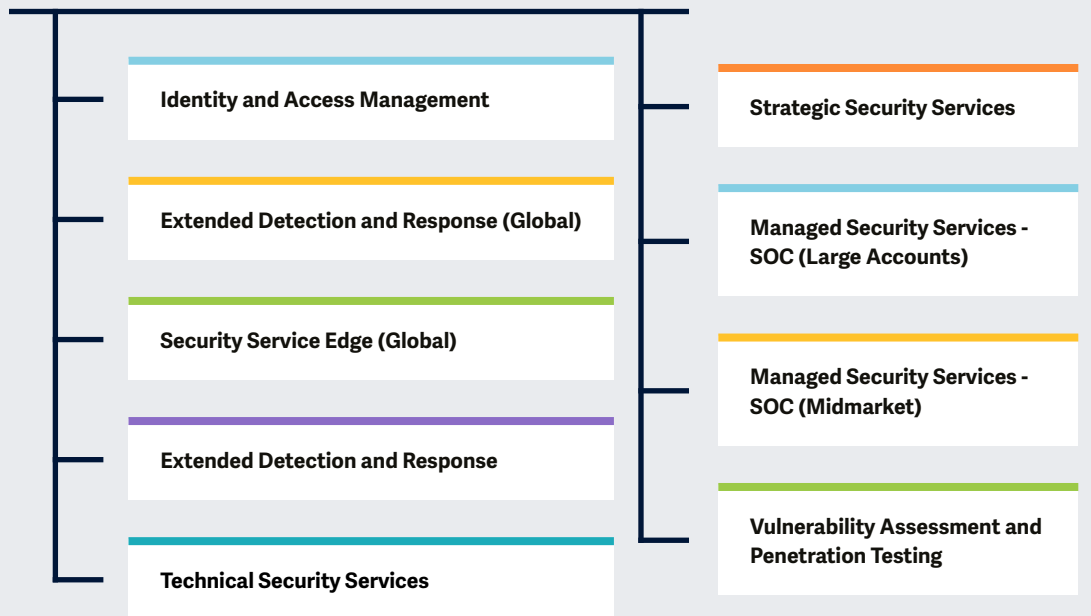 Identity and Access Management
Extended Detection and Response (Global)
Security Service Edge (Global)
Extended Detection and Response
Technical Security Services
Strategic Security Services
Managed Security Services -
SOC (Large Accounts)
Managed Security Services -
SOC (Midmarket)
Vulnerability Assessment and
Penetration Testing